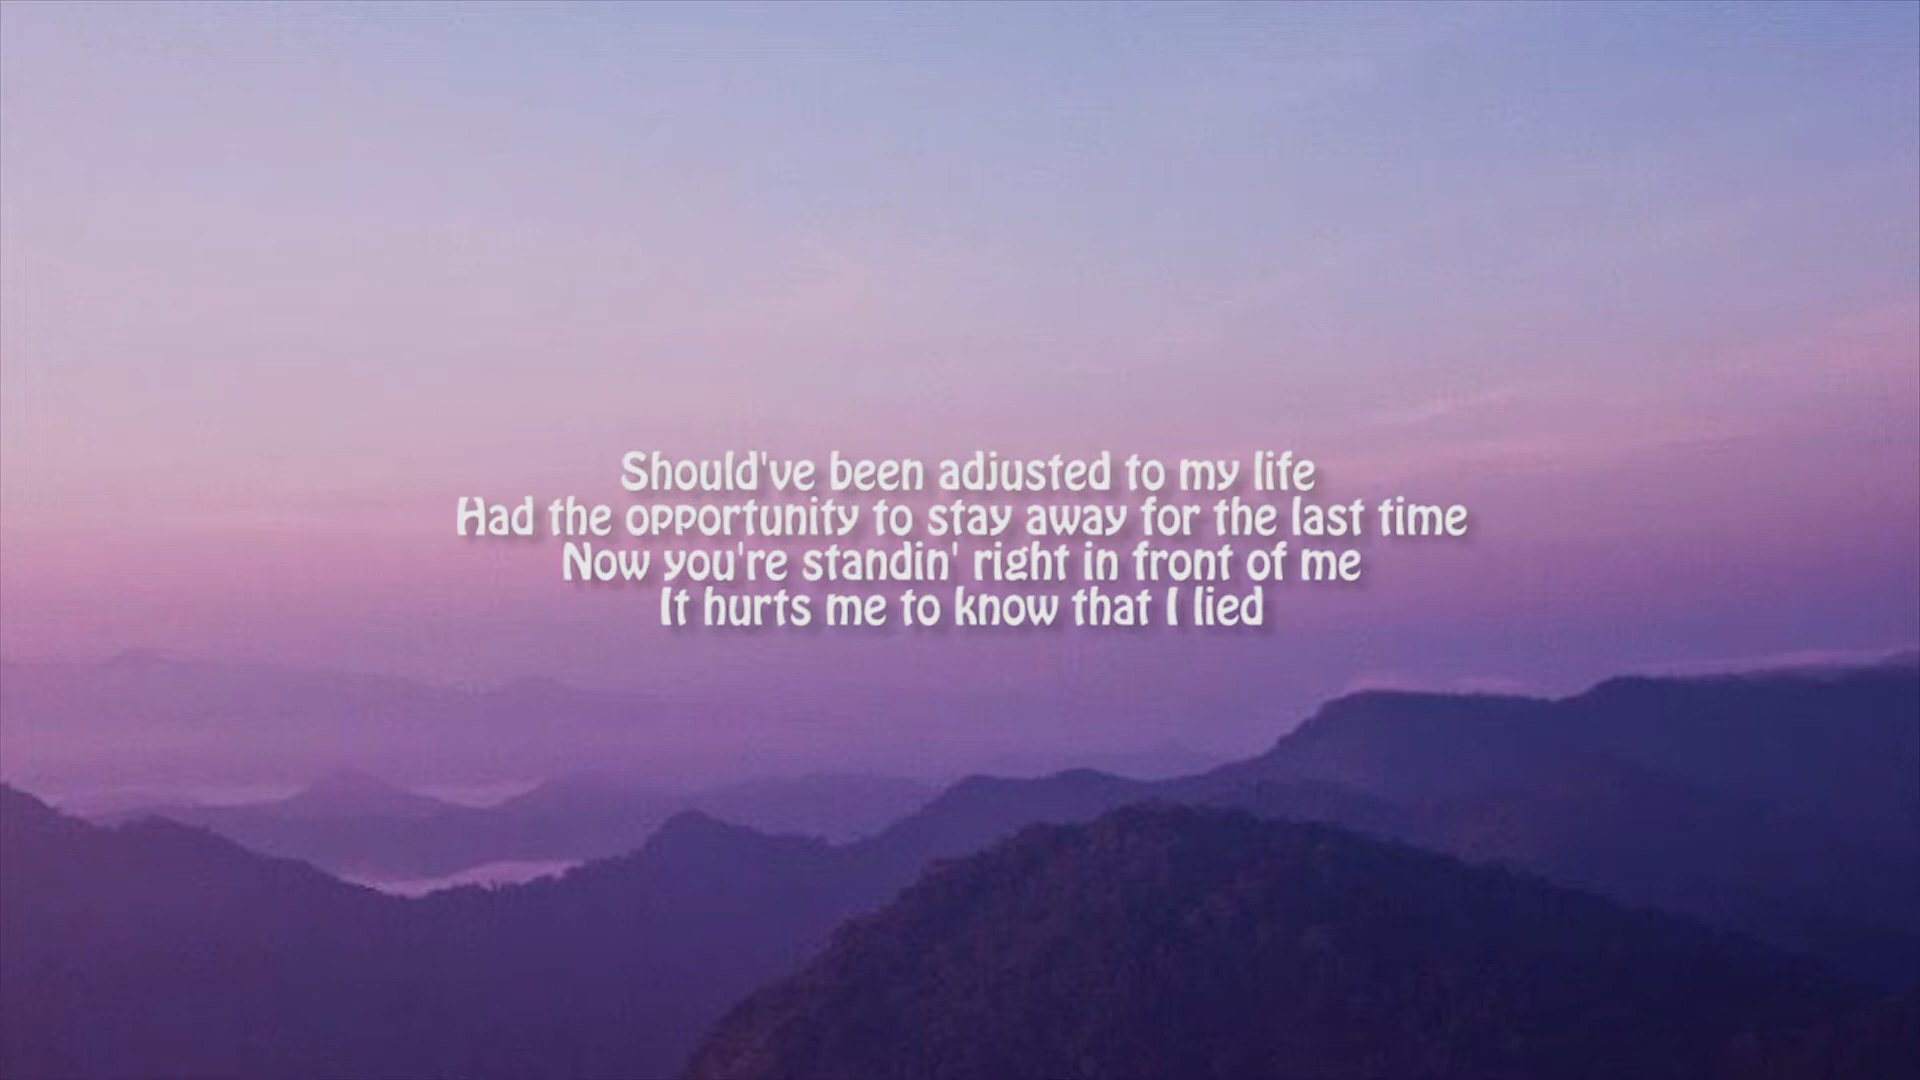 Should've been adjusted to my life
Had the opportunity to stay away for the last time
Now you're standin' right in front of me
It hurts me to know that I lied